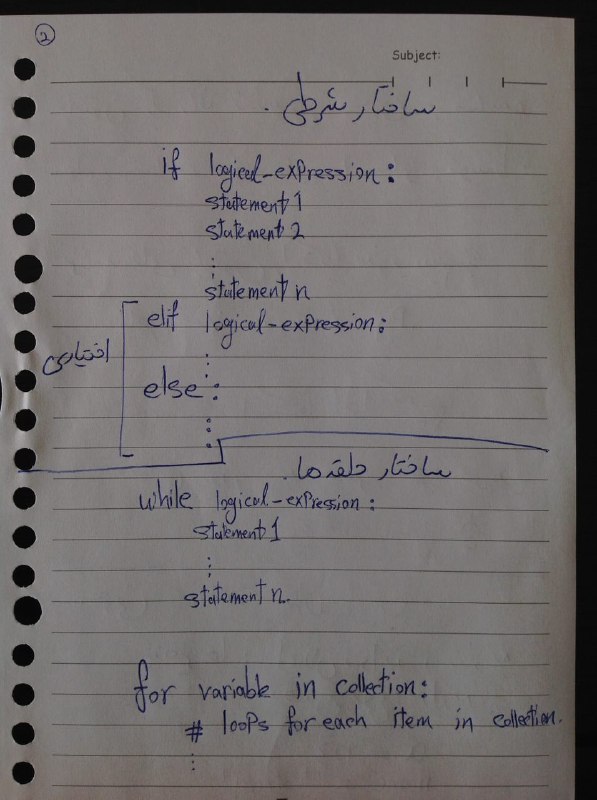 2
Subject:
ساختار شرطی.
if logical-expression:
statement 1
statement 2
⋮
statement n
elif logical-expression:
⋮
اختیاری
else:
⋮
ساختار حلقه ها.
while logical-expression:
statement 1
⋮
statement n.
for variable in collection:
# loops for each item in collection.
⋮